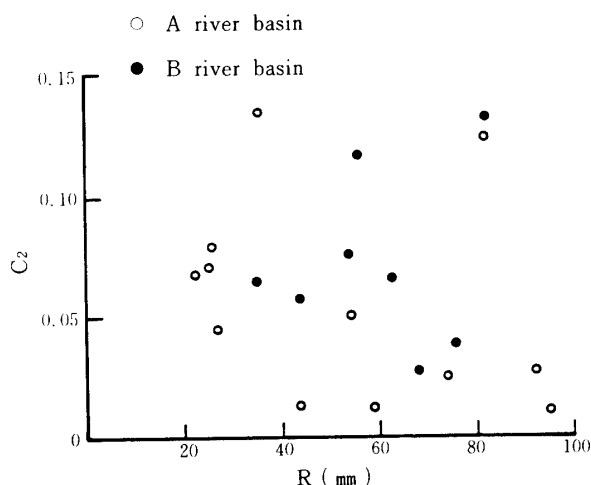 ○ A river basin
● B river basin
0.15
0.10
0.05
0
C₂
20 40 60 80 100
R (mm)